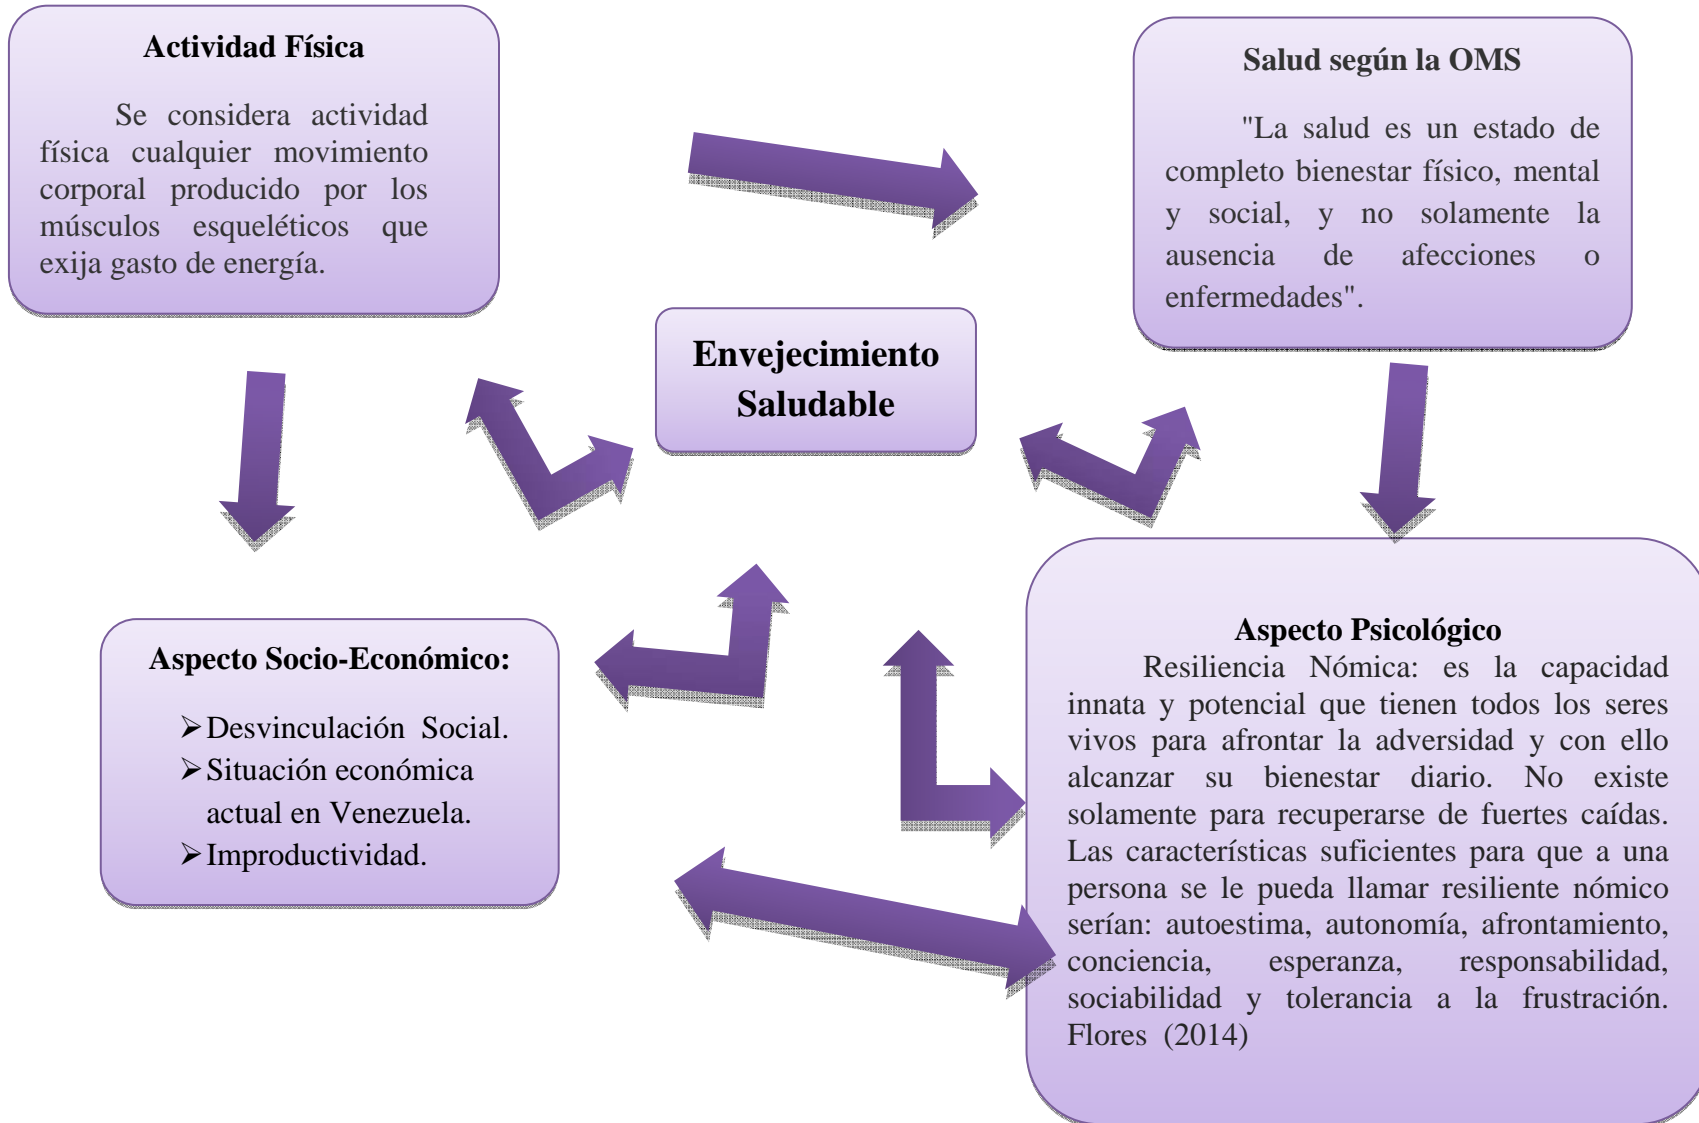 Actividad Física
Se considera actividad
física cualquier movimiento
corporal producido por los
músculos esqueléticos que
exija gasto de energía.
Salud según la OMS
"La salud es un estado de
completo bienestar físico, mental
y social, y no solamente la
ausencia de afecciones o
enfermedades".
Envejecimiento
Saludable
Aspecto Socio-Económico:
➢Desvinculación Social.
➢Situación económica
actual en Venezuela.
➢Improductividad.
Aspecto Psicológico
Resiliencia Nómica: es la capacidad
innata y potencial que tienen todos los seres
vivos para afrontar la adversidad y con ello
alcanzar su bienestar diario. No existe
solamente para recuperarse de fuertes caídas.
Las características suficientes para que a una
persona se le pueda llamar resiliente nómico
serían: autoestima, autonomía, afrontamiento,
conciencia, esperanza, responsabilidad,
sociabilidad y tolerancia a la frustración.
Flores (2014)